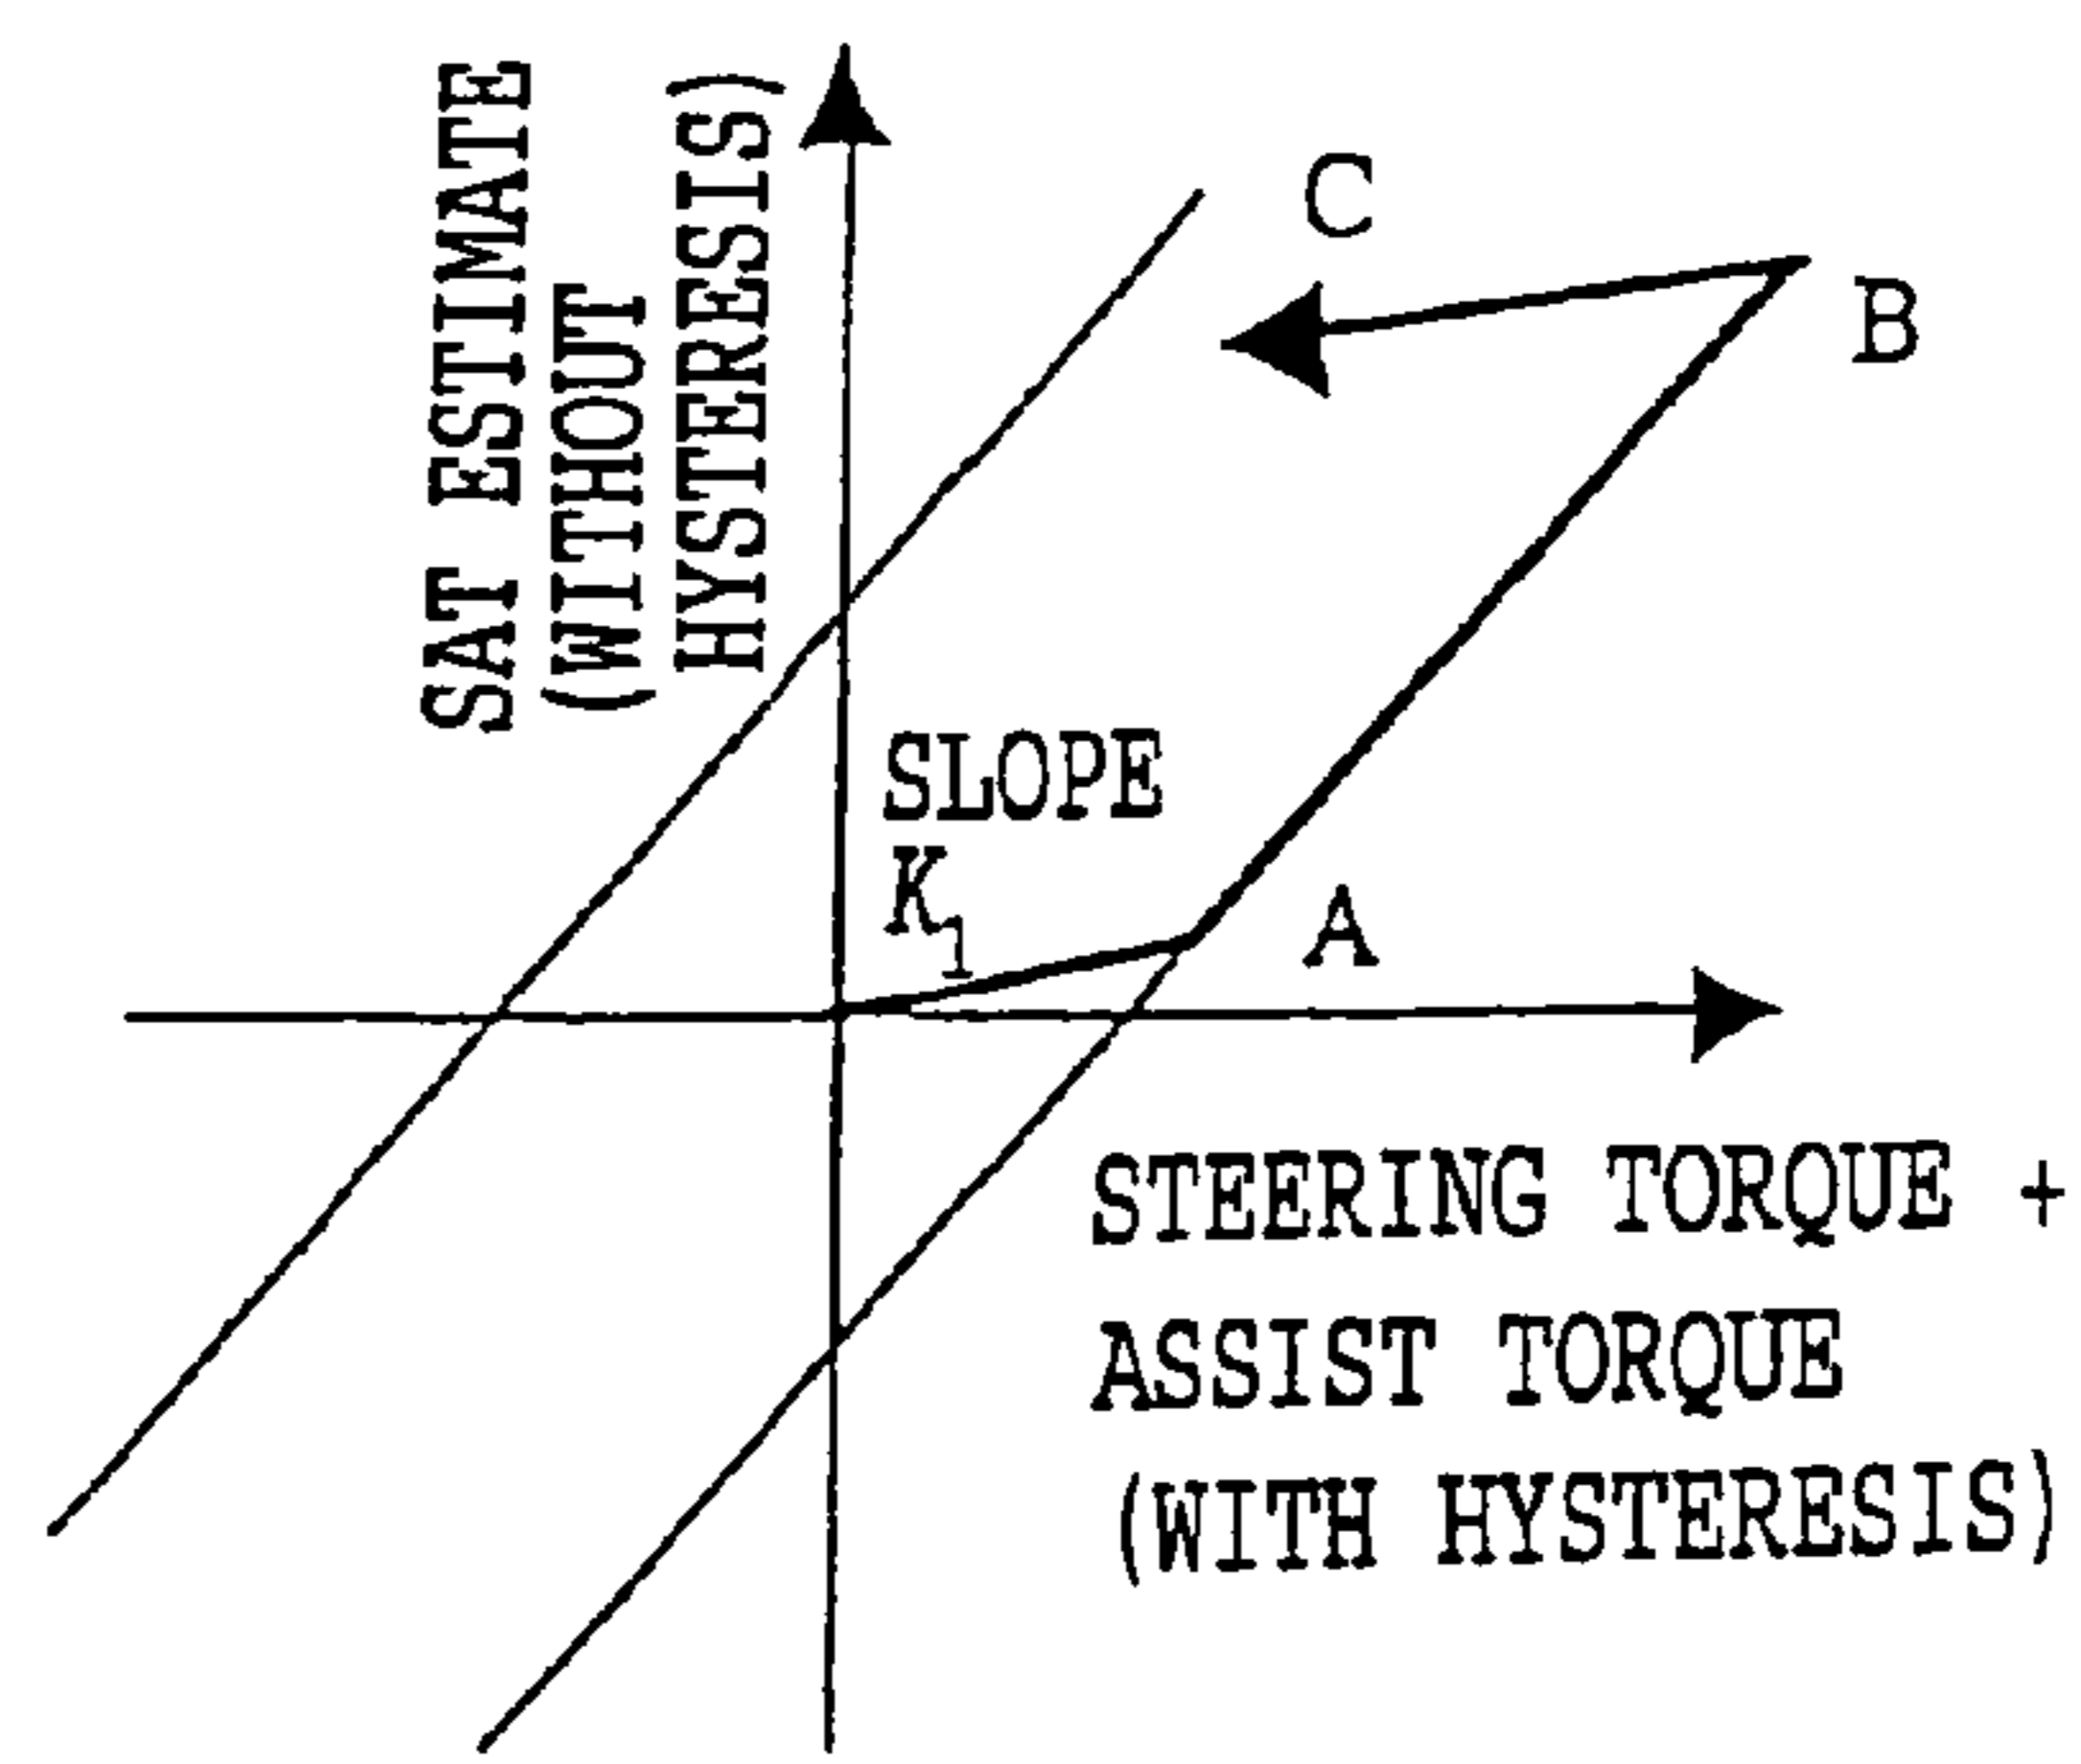 SAT ESTIMATE
(WITHOUT
HYSTERESIS)
C
B
SLOPE
K1
A
STEERING TORQUE +
ASSIST TORQUE
(WITH HYSTERESIS)